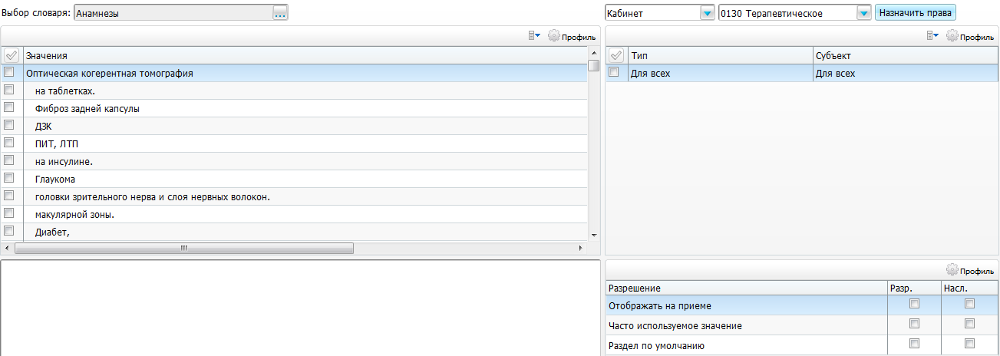 Выбор словаря: Анамнезы ...
Кабинет 0130 Терапевтическое Назначить права
Профиль
Значения
Оптическая когерентная томография
на таблетках.
Фиброз задней капсулы
ДЗК
ПИТ, ЛТП
на инсулине.
Глаукома
головки зрительного нерва и слоя нервных волокон.
макулярной зоны.
Диабет,
Профиль
Тип Субъект
Для всех Для всех
Профиль
Разрешение Разр. Насл.
Отображать на приеме
Часто используемое значение
Раздел по умолчанию